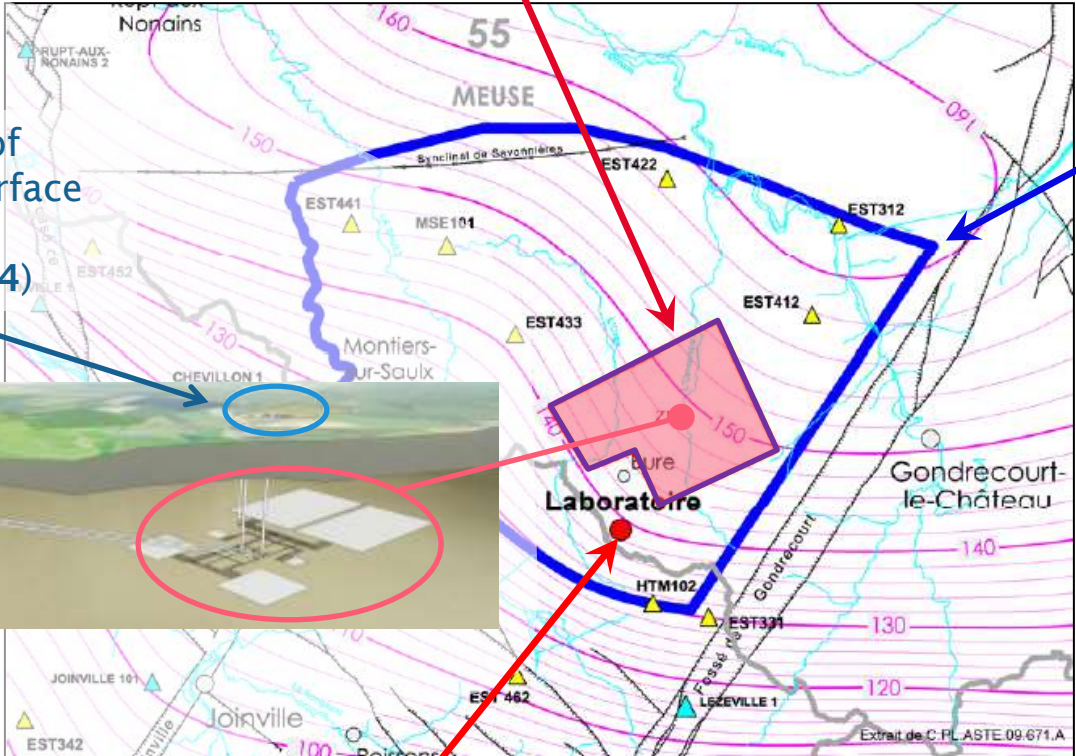 Nonains
RUPT-AUX-
NONAINS 2
160
55
MEUSE
160
of
rface
4)
150
Synclinal de Savonnières
EST422
EST441
EST312
MSE101
EST452
EST412
EST433
130
Montiers-
sur-Saulx
CHEVILLON 1
140
150
Bure
Gondrecourt-
le-Château
Laboratoire
140
HTM102
EST331
Gondrecourt
130
120
110
JOINVILLE 101
EST 462
LEZEVILLE 1
Joinville
EST342
100
Extrait de C.PL.ASTE.09.671.A